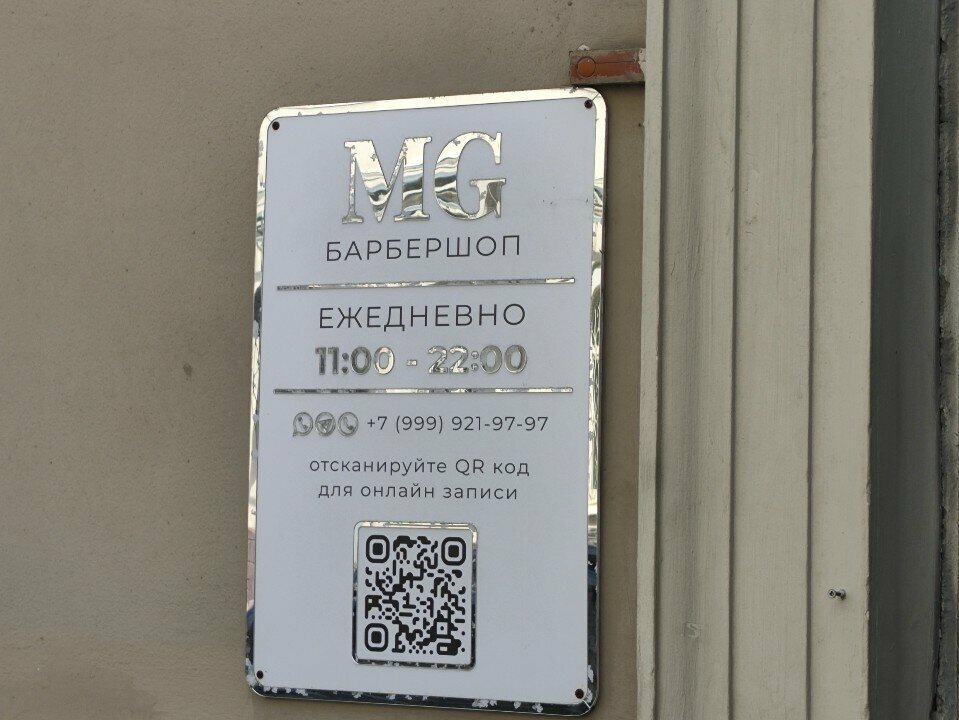 MG
БАРБЕРШОП
ЕЖЕДНЕВНО
11:00 - 22:00
+7 (999) 921-97-97
отсканируйте QR код
для онлайн записи